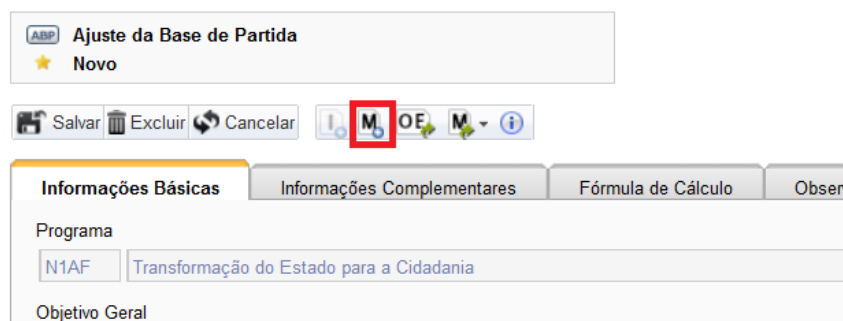 ABP Ajuste da Base de Partida
Novo
Salvar Excluir Cancelar I M OE M
Informações Básicas Informações Complementares Fórmula de Cálculo Obser
Programa
N1AF Transformação do Estado para a Cidadania
Objetivo Geral